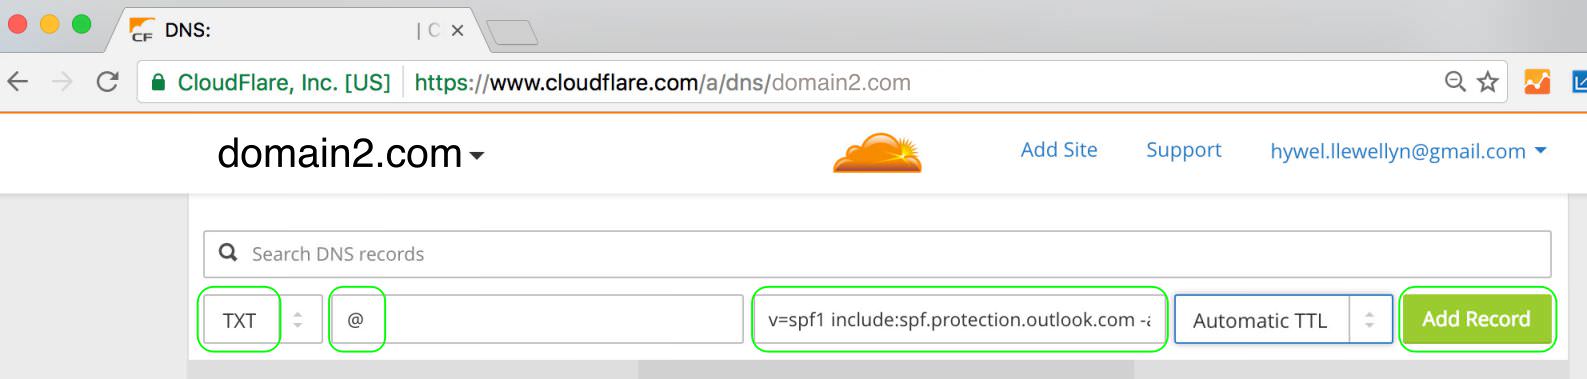 CF DNS: | C
CloudFlare, Inc. [US] https://www.cloudflare.com/a/dns/domain2.com
domain2.com Add Site Support hywel.llewellyn@gmail.com
Search DNS records
TXT @ v=spf1 include:spf.protection.outlook.com -a Automatic TTL Add Record